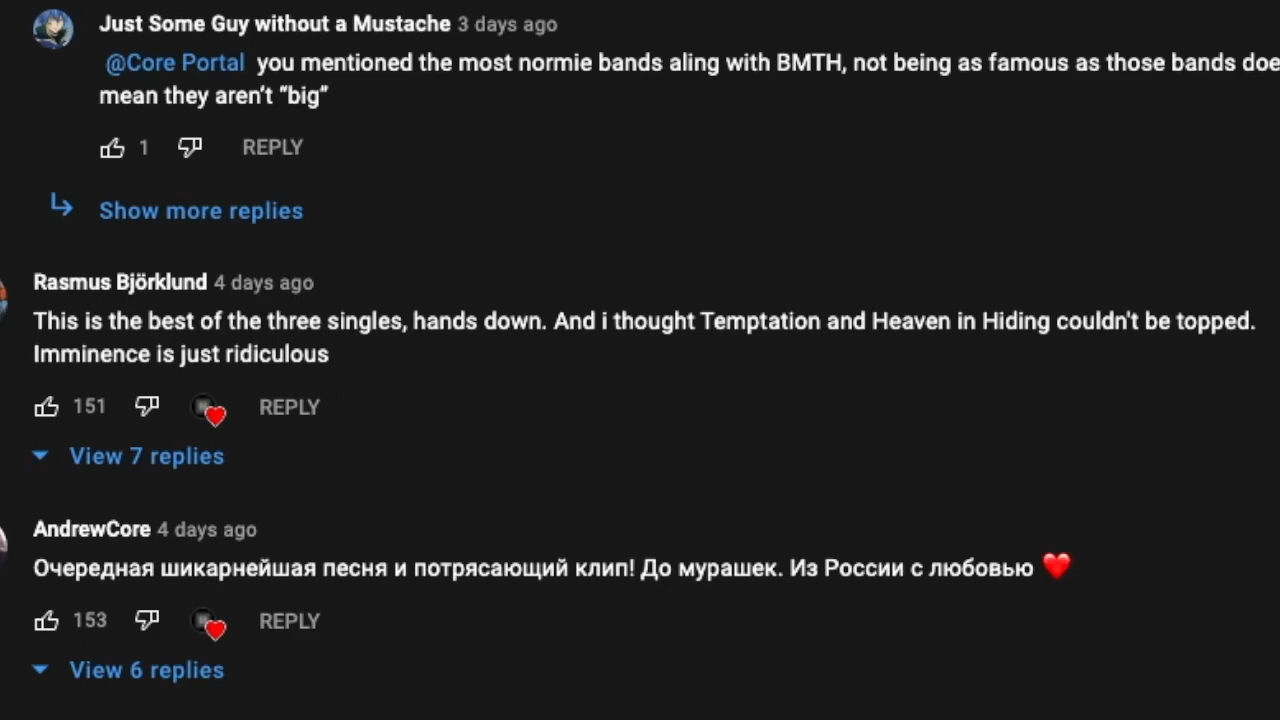 Just Some Guy without a Mustache 3 days ago
@Core Portal you mentioned the most normie bands aling with BMTH, not being as famous as those bands doe
mean they aren't “big”
1 REPLY
Show more replies
Rasmus Björklund 4 days ago
This is the best of the three singles, hands down. And i thought Temptation and Heaven in Hiding couldn't be topped.
Imminence is just ridiculous
151 REPLY
View 7 replies
AndrewCore 4 days ago
Очередная шикарнейшая песня и потрясающий клип! До мурашек. Из России с любовью ❤️
153 REPLY
View 6 replies